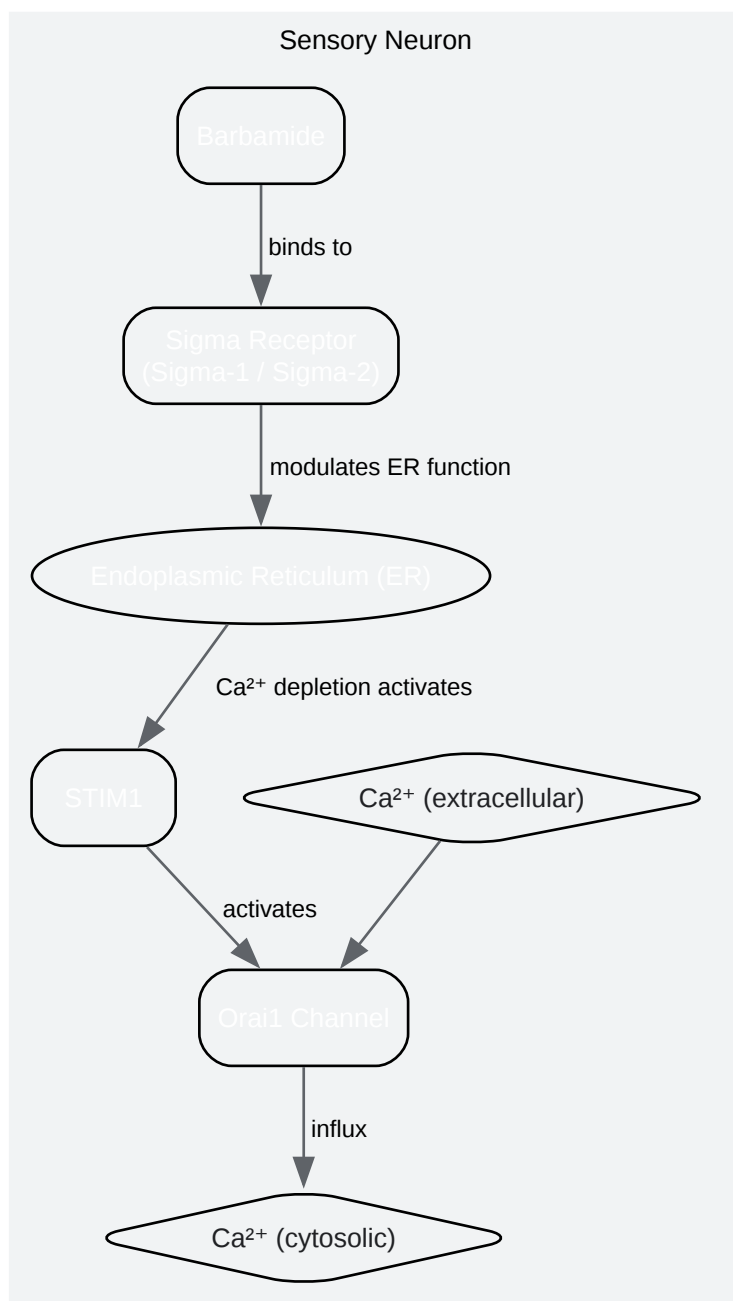 Sensory Neuron
Barbamide
binds to
Sigma Receptor
(Sigma-1 / Sigma-2)
modulates ER function
Endoplasmic Reticulum (ER)
Ca²⁺ depletion activates
STIM1
Ca²⁺ (extracellular)
activates
Orai1 Channel
influx
Ca²⁺ (cytosolic)